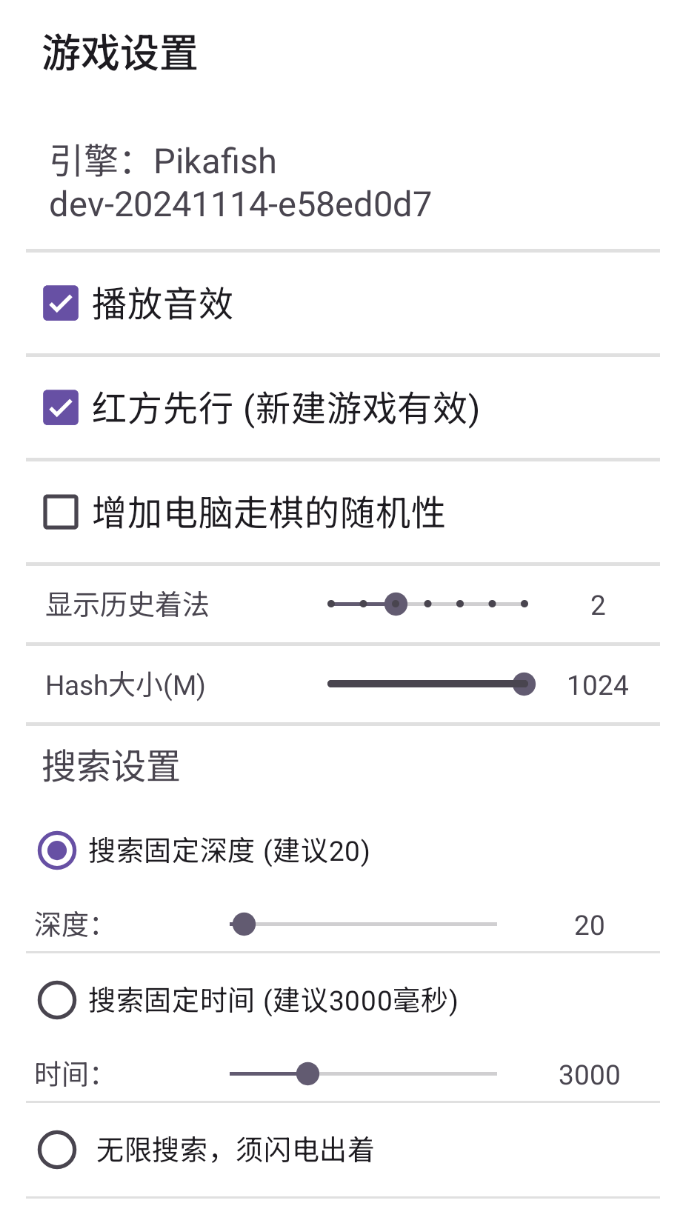 游戏设置
引擎：Pikafish
dev-20241114-e58ed0d7
播放音效
红方先行 (新建游戏有效)
增加电脑走棋的随机性
显示历史着法 2
Hash大小(M) 1024
搜索设置
搜索固定深度 (建议20)
深度： 20
搜索固定时间 (建议3000毫秒)
时间： 3000
无限搜索，须闪电出着